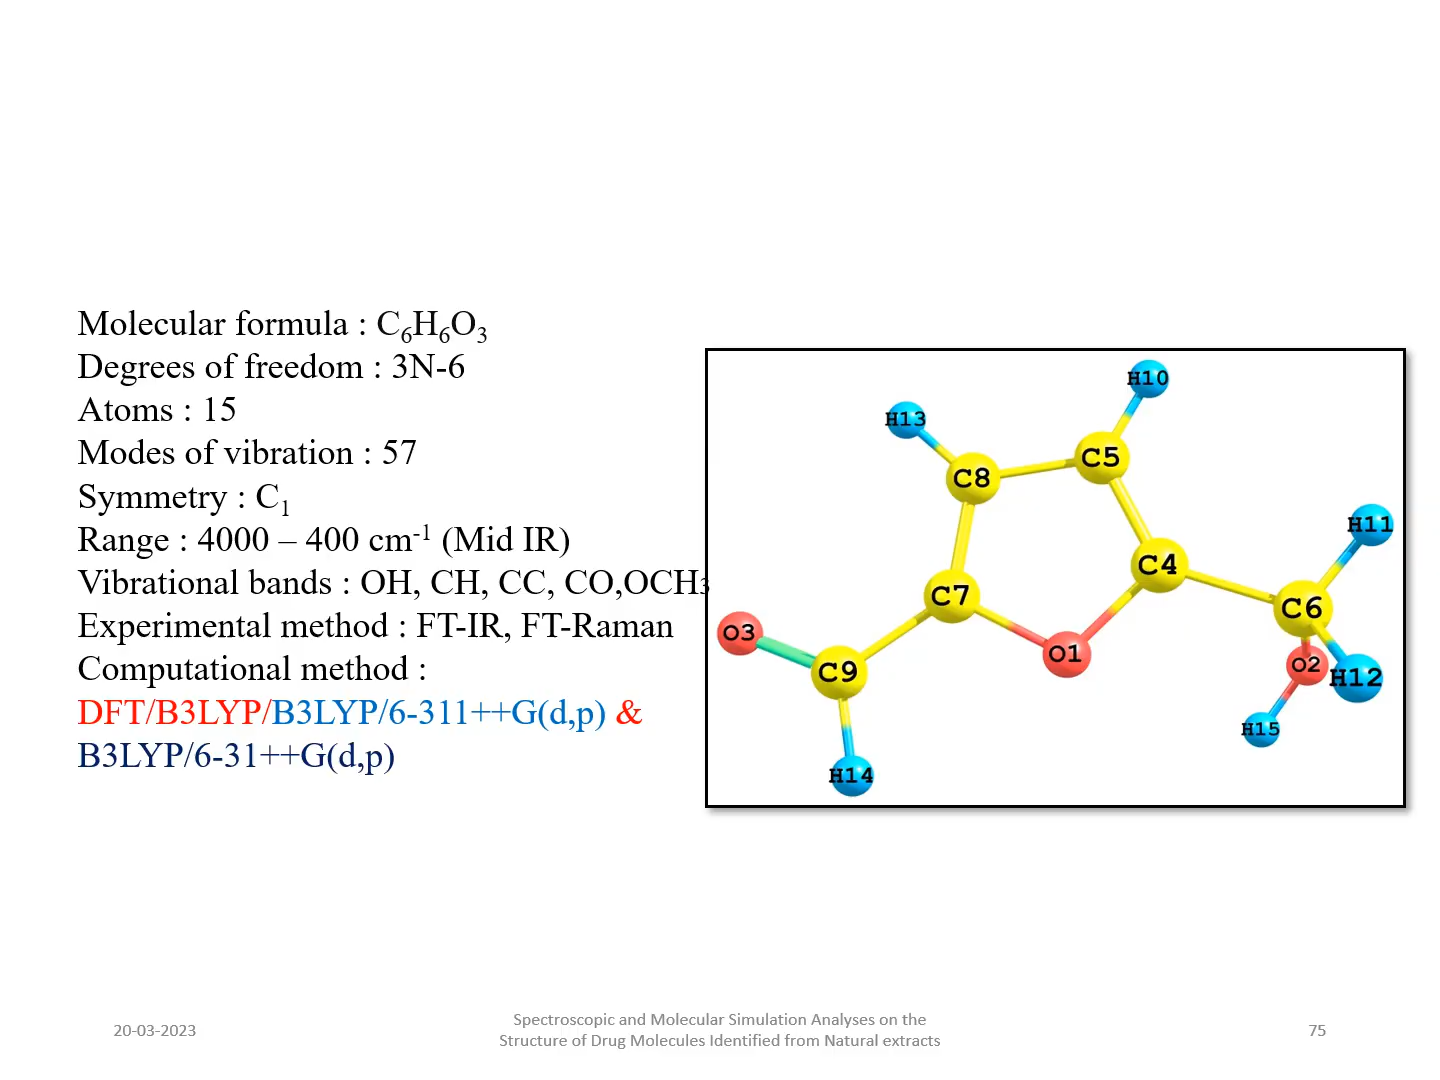 Molecular formula : C₆H₆O₃
Degrees of freedom : 3N-6
Atoms : 15
Modes of vibration : 57
Symmetry : C₁
Range : 4000 – 400 cm⁻¹ (Mid IR)
Vibrational bands : OH, CH, CC, CO,OCH₃
Experimental method : FT-IR, FT-Raman
Computational method :
DFT/B3LYP/B3LYP/6-311++G(d,p) &
B3LYP/6-31++G(d,p)
H10
H13
C5
C8
H11
C4
C7
C6
O3
O1
O2
C9
H12
H15
H14
20-03-2023
Spectroscopic and Molecular Simulation Analyses on the
Structure of Drug Molecules Identified from Natural extracts
75